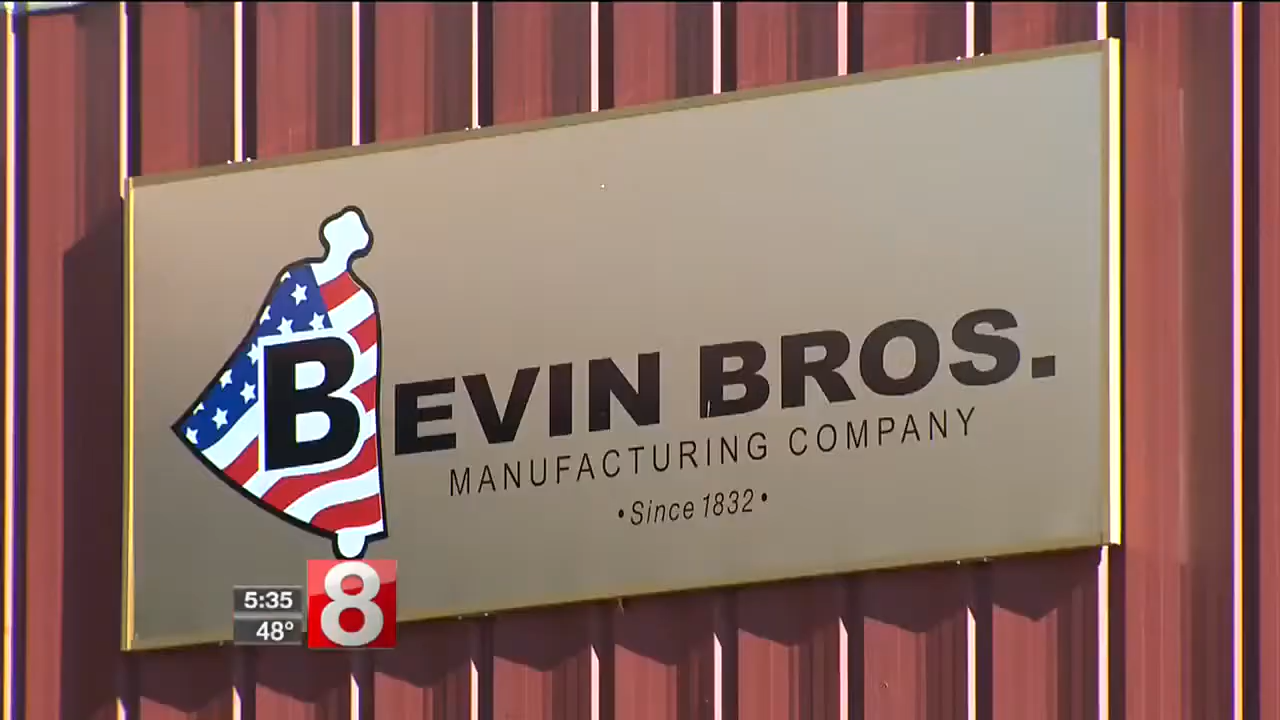 BEVIN BROS.
MANUFACTURING COMPANY
•Since 1832•
5:35
48°
8